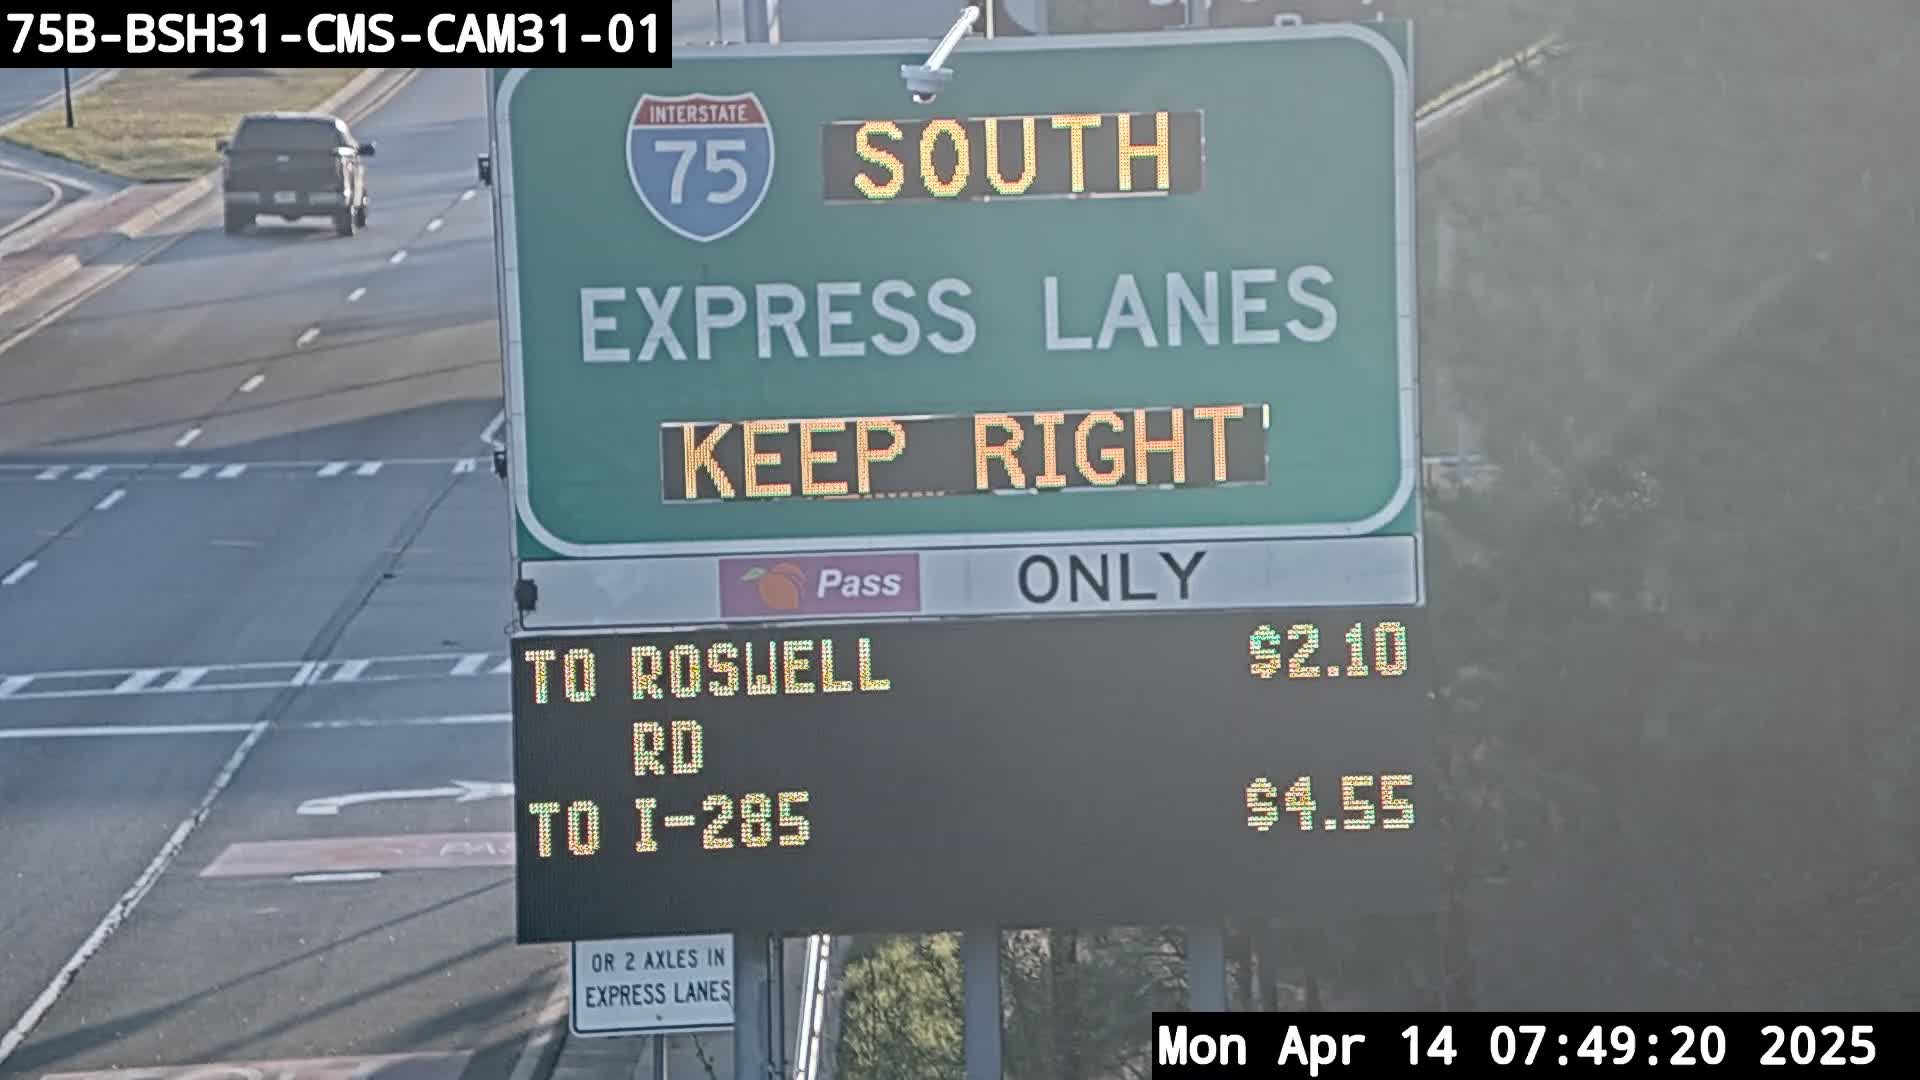 75B-BSH31-CMS-CAM31-01
INTERSTATE
75
SOUTH
EXPRESS LANES
KEEP RIGHT
Pass ONLY
TO ROSWELL $2.10
RD
TO I-285 $4.55
OR 2 AXLES IN
EXPRESS LANES
Mon Apr 14 07:49:20 2025